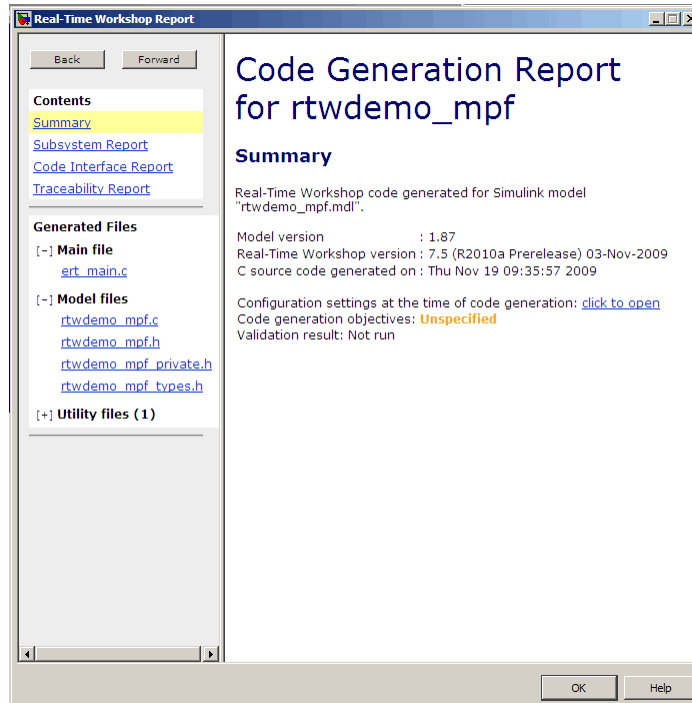 Real-Time Workshop Report
Back Forward
Contents
Summary
Subsystem Report
Code Interface Report
Traceability Report
Generated Files
[-] Main file
ert_main.c
[-] Model files
rtwdemo_mpf.c
rtwdemo_mpf.h
rtwdemo_mpf_private.h
rtwdemo_mpf_types.h
[+] Utility files (1)
Code Generation Report
for rtwdemo_mpf
Summary
Real-Time Workshop code generated for Simulink model
"rtwdemo_mpf.mdl".
Model version : 1.87
Real-Time Workshop version : 7.5 (R2010a Prerelease) 03-Nov-2009
C source code generated on : Thu Nov 19 09:35:57 2009
Configuration settings at the time of code generation: click to open
Code generation objectives: Unspecified
Validation result: Not run
OK Help